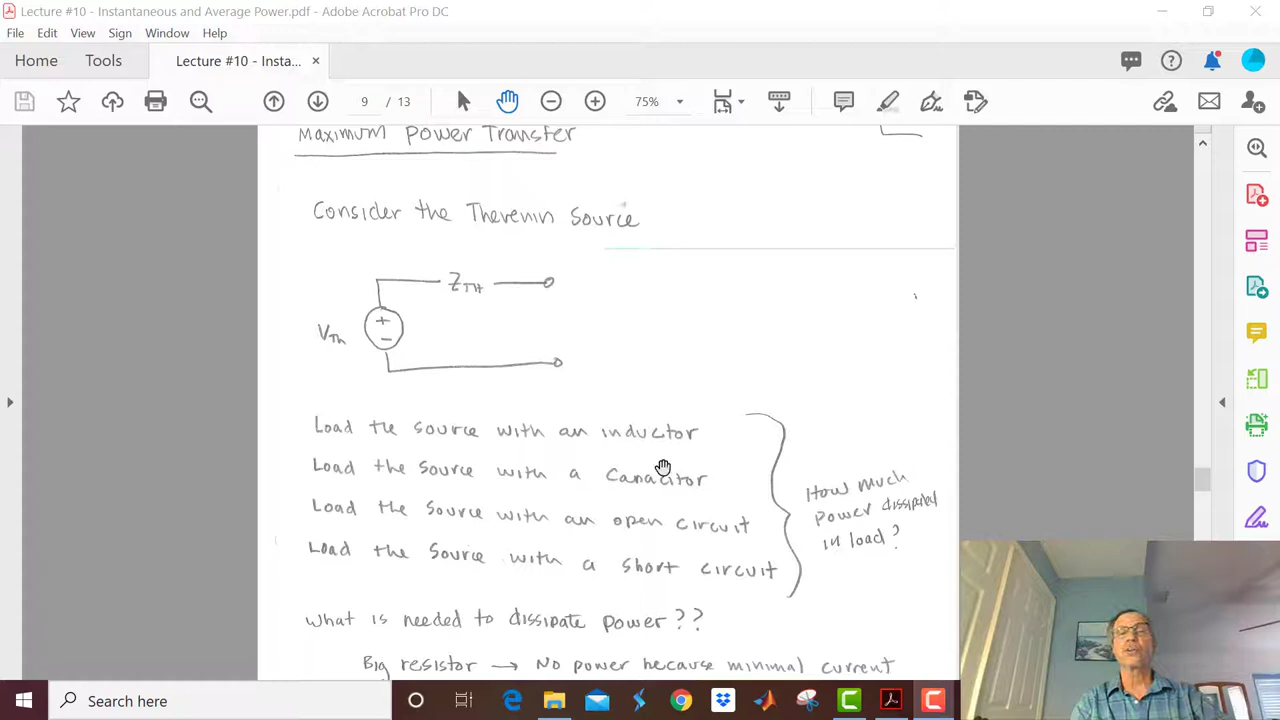 Lecture #10 - Instantaneous and Average Power.pdf - Adobe Acrobat Pro DC
File Edit View Sign Window Help
Home Tools Lecture #10 - Insta... ×
9 / 13 75%
Maximum Power Transfer
Consider the Thevenin Source
ZTH
VTh
+
−
Load the source with an inductor
Load the source with a Capacitor
Load the source with an open circuit
Load the Source with a short circuit
How much
power dissipated
in load?
What is needed to dissipate power??
Big resistor → No power because minimal current
Search here